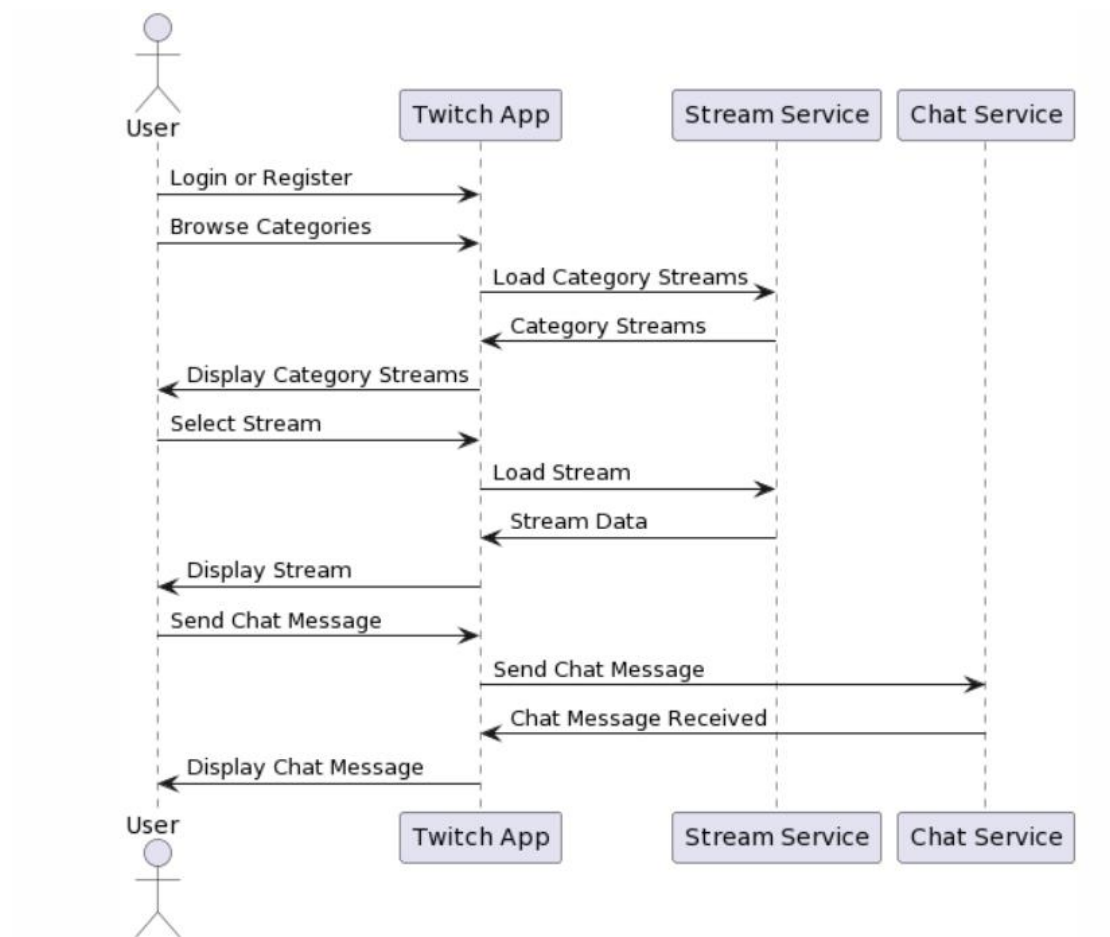 User
Twitch App
Stream Service
Chat Service
Login or Register
Browse Categories
Load Category Streams
Category Streams
Display Category Streams
Select Stream
Load Stream
Stream Data
Display Stream
Send Chat Message
Send Chat Message
Chat Message Received
Display Chat Message
User
Twitch App
Stream Service
Chat Service